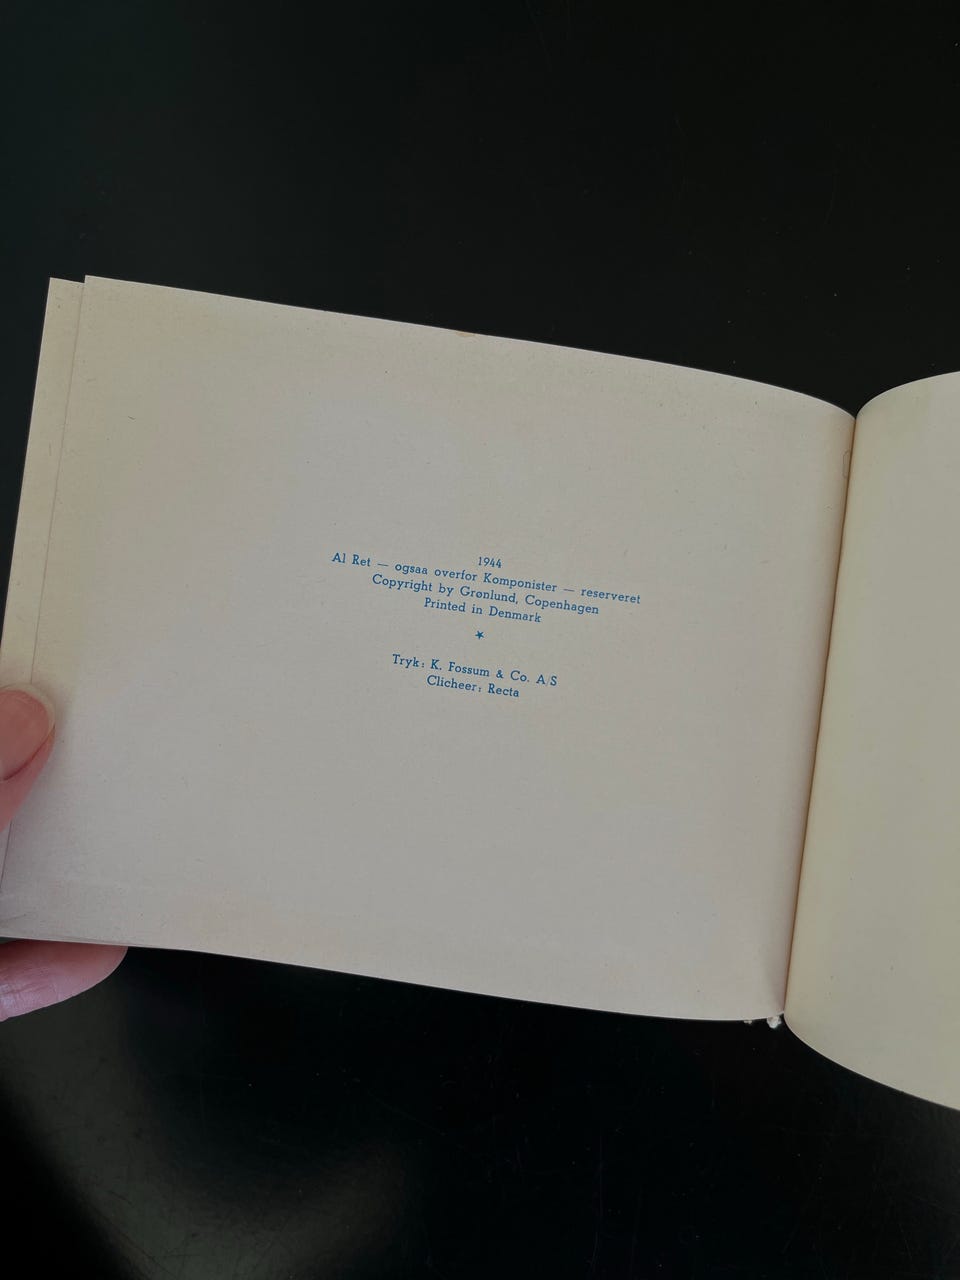 1944
Al Ret — ogsaa overfor Komponister — reserveret
Copyright by Grønlund, Copenhagen
Printed in Denmark
Tryk: K. Fossum & Co. A/S
Clicheer: Recta